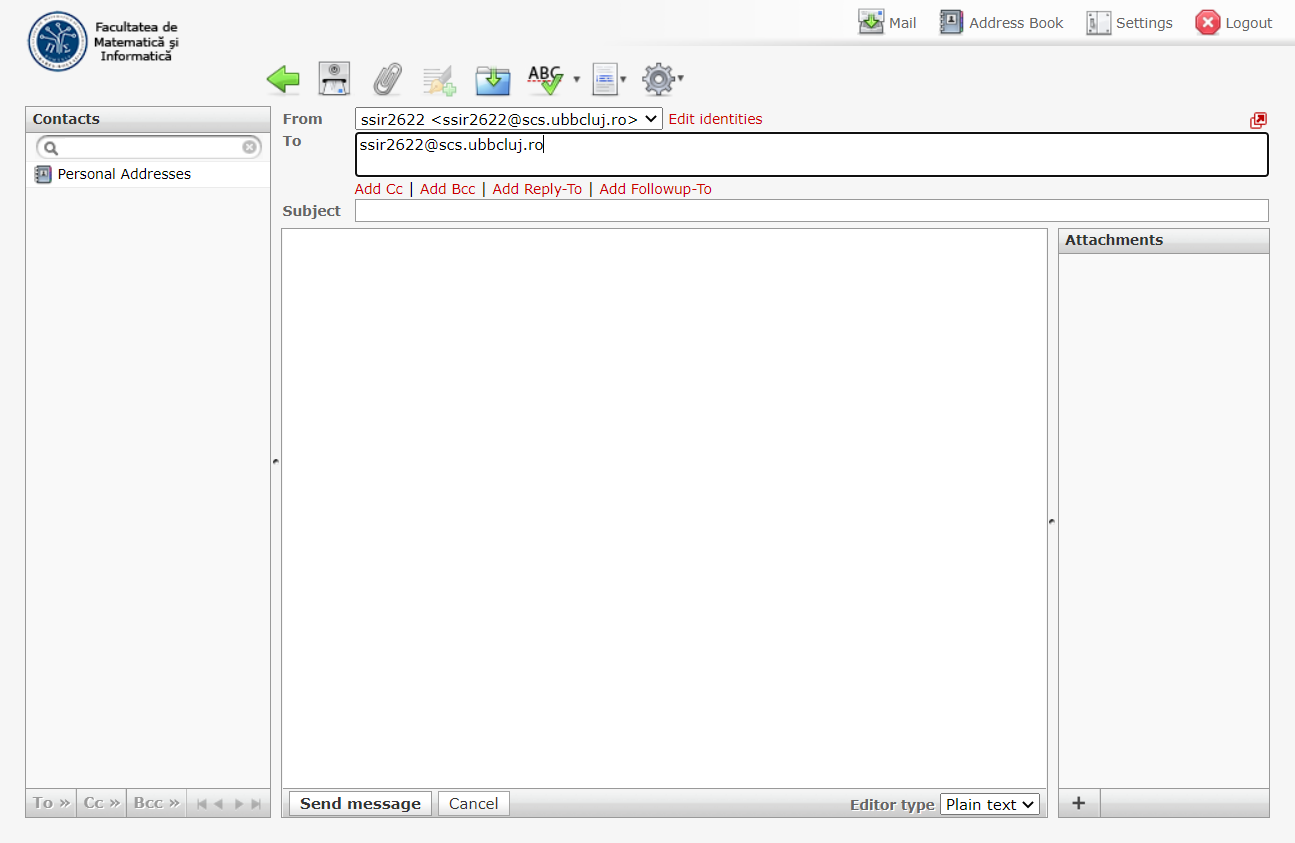 Facultatea de
Matematică și
Informatică
Mail
Address Book
Settings
Logout
ABC
Contacts
Personal Addresses
To »
Cc »
Bcc »
From
ssir2622 <ssir2622@scs.ubbcluj.ro>
Edit identities
To
ssir2622@scs.ubbcluj.ro
Add Cc | Add Bcc | Add Reply-To | Add Followup-To
Subject
Attachments
Send message
Cancel
Editor type
Plain text
+